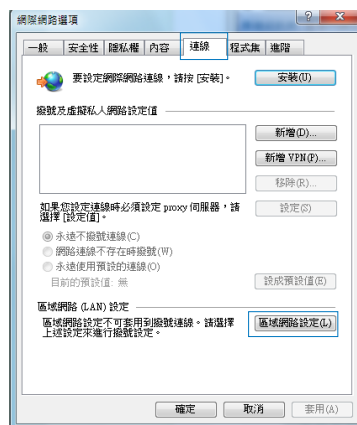 網際網路選項
一般 安全性 隱私權 內容 連線 程式集 進階
要設定網際網路連線，請按 [安裝]。 安裝(U)
撥號及虛擬私人網路設定值
新增(D)...
新增 VPN(P)...
移除(R)...
如果您設定連線時必須設定 proxy 伺服器，請
選擇 [設定值]。
設定(S)
永遠不撥號連線(C)
網路連線不存在時撥號(W)
永遠使用預設的連線(O)
目前的預設值: 無 設成預設值(E)
區域網路 (LAN) 設定
區域網路設定不可套用到撥號連線。請選擇
上述設定來進行撥號設定。
區域網路設定(L)
確定 取消 套用(A)